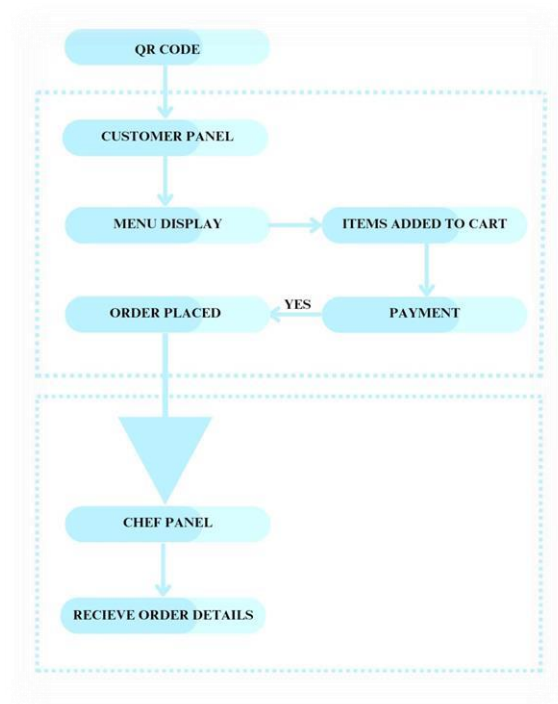 QR CODE
CUSTOMER PANEL
MENU DISPLAY
ITEMS ADDED TO CART
ORDER PLACED
YES
PAYMENT
CHEF PANEL
RECIEVE ORDER DETAILS